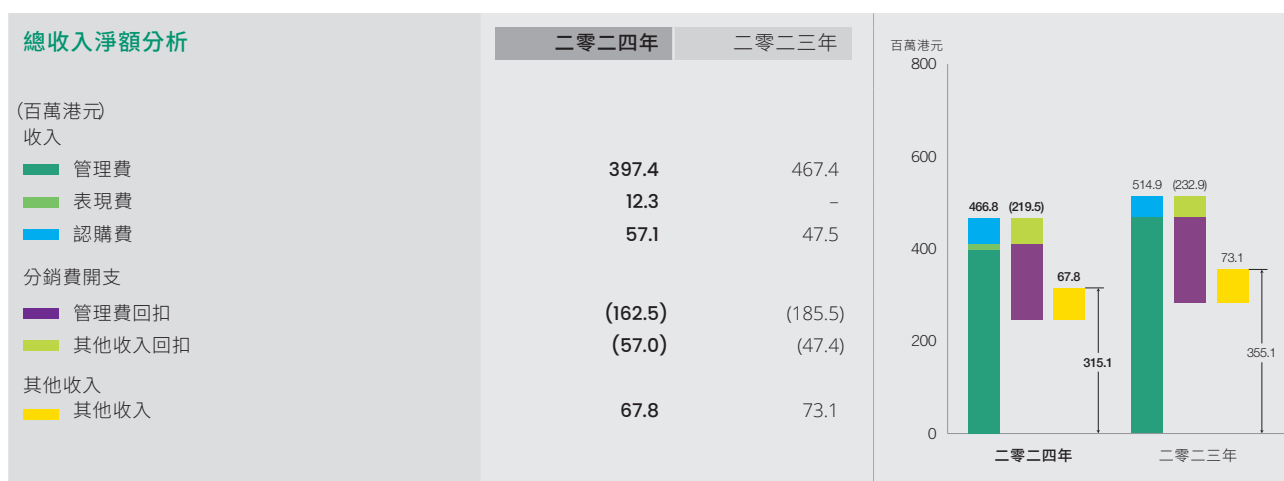 總收入淨額分析 二零二四年 二零二三年
(百萬港元)
收入
管理費 397.4 467.4
表現費 12.3 –
認購費 57.1 47.5
分銷費開支
管理費回扣 (162.5) (185.5)
其他收入回扣 (57.0) (47.4)
其他收入
其他收入 67.8 73.1
百萬港元
800
600
400
200
0
466.8 (219.5)
67.8
315.1
514.9 (232.9)
73.1
355.1
二零二四年 二零二三年